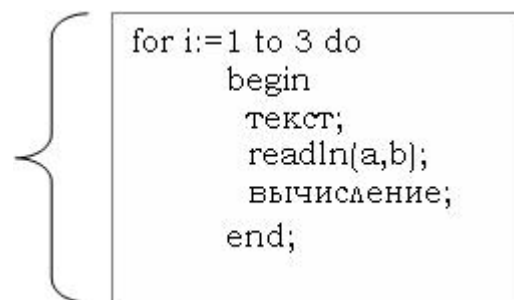 for i:=1 to 3 do
begin
текст;
readln(a,b);
вычисление;
end;